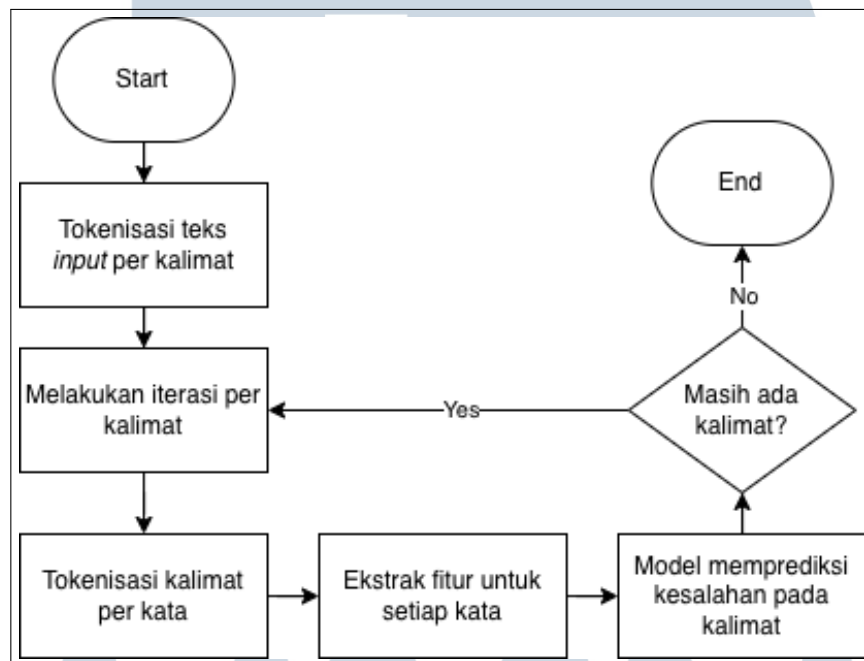 Start
Tokenisasi teks
input per kalimat
Melakukan iterasi per
kalimat
Tokenisasi kalimat
per kata
Ekstrak fitur untuk
setiap kata
Model memprediksi
kesalahan pada
kalimat
Masih ada
kalimat?
Yes
No
End